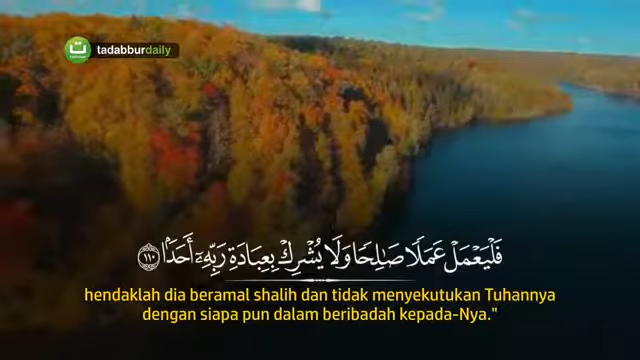 tadabburdaily
فَلْيَعْمَلْ عَمَلًا صَـٰلِحًا وَلَا يُشْرِكْ بِعِبَادَةِ رَبِّهِۦٓ أَحَدًۢا ١١٠
hendaklah dia beramal shalih dan tidak menyekutukan Tuhannya
dengan siapa pun dalam beribadah kepada-Nya."